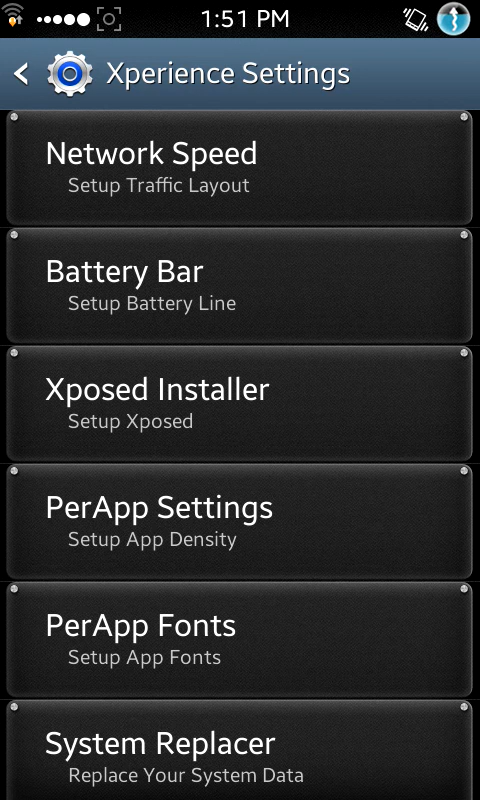 1:51 PM
Xperience Settings
Network Speed
Setup Traffic Layout
Battery Bar
Setup Battery Line
Xposed Installer
Setup Xposed
PerApp Settings
Setup App Density
PerApp Fonts
Setup App Fonts
System Replacer
Replace Your System Data